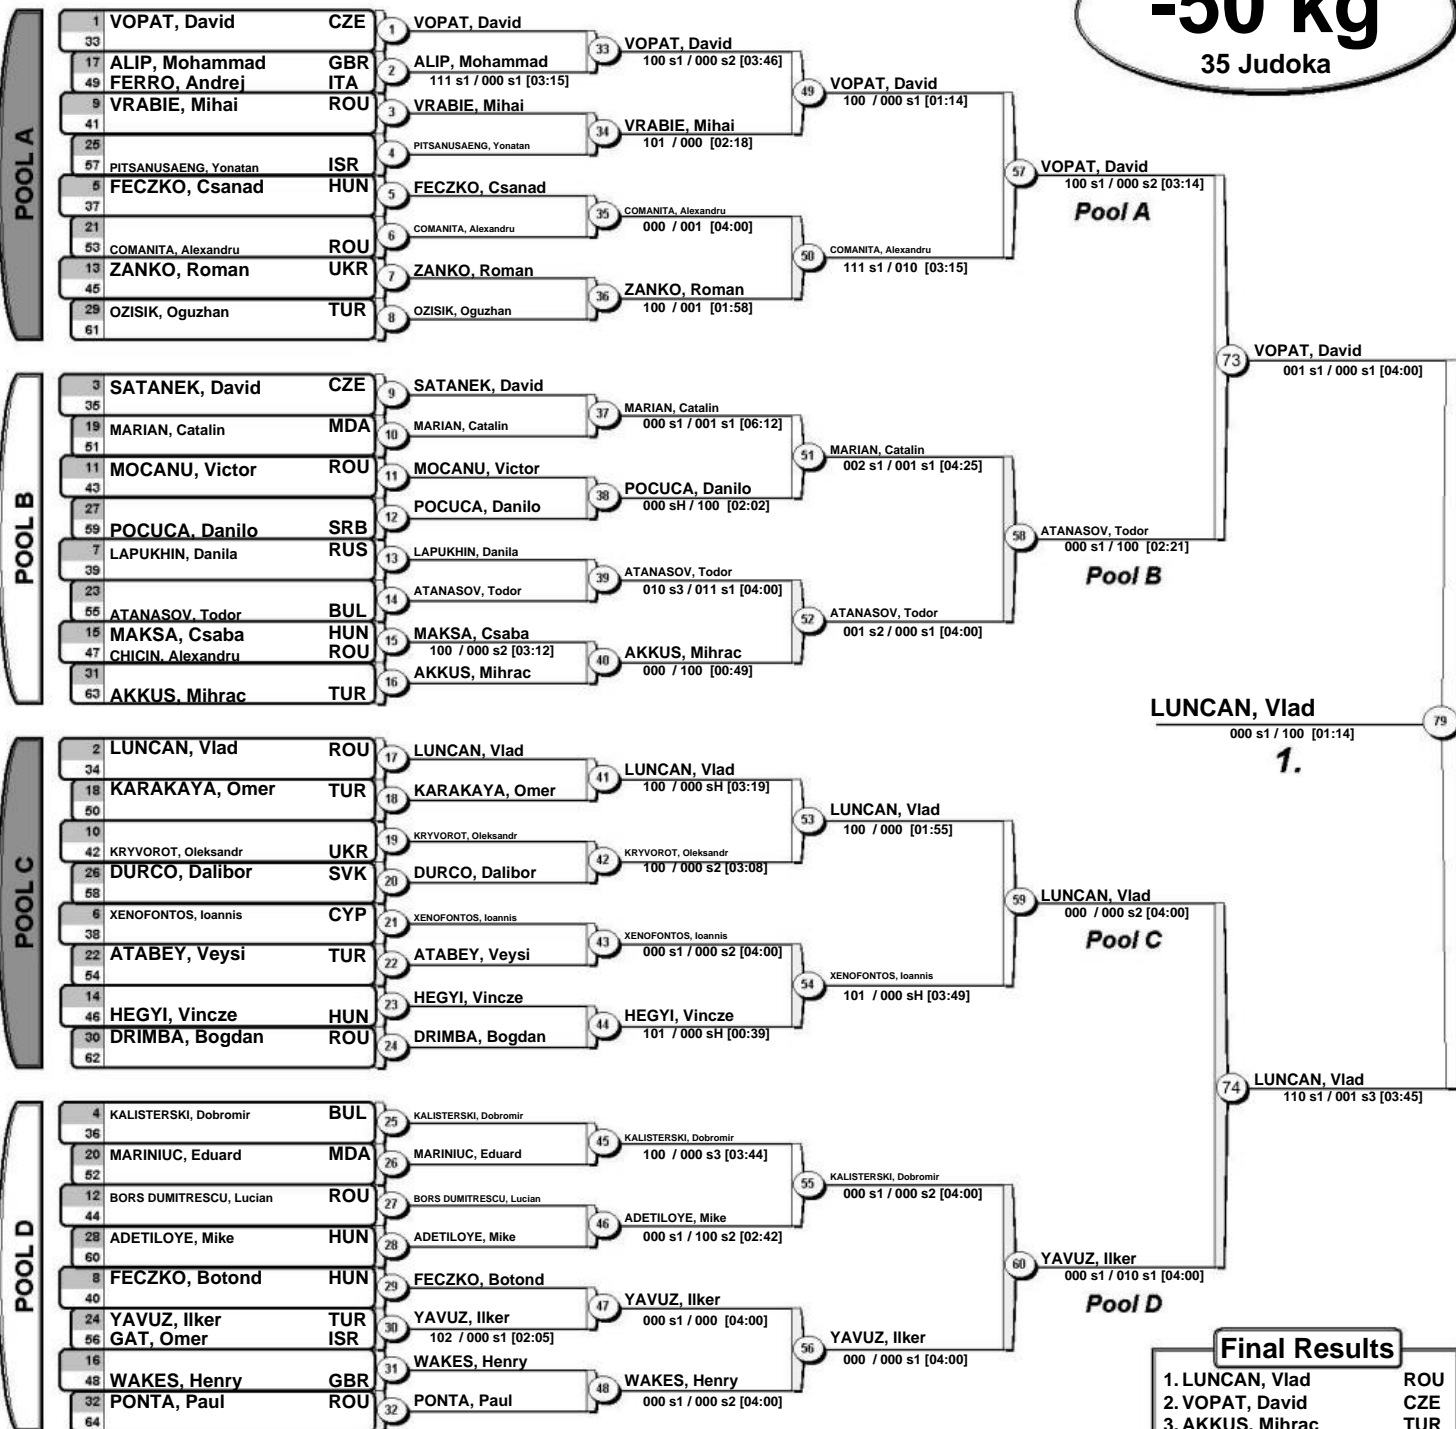 -50 kg
35 Judoka
POOL A
1 VOPAT, David CZE
33
17 ALIP, Mohammad GBR
49 FERRO, Andrej ITA
9 VRABIE, Mihai ROU
41
25
57 PITSANUSAENG, Yonatan ISR
5 FECZKO, Csanad HUN
37
21
53 COMANITA, Alexandru ROU
13 ZANKO, Roman UKR
45
29 OZISIK, Oguzhan TUR
61
1 VOPAT, David
2 ALIP, Mohammad
111 s1 / 000 s1 [03:15]
3 VRABIE, Mihai
4 PITSANUSAENG, Yonatan
5 FECZKO, Csanad
6 COMANITA, Alexandru
7 ZANKO, Roman
8 OZISIK, Oguzhan
33 VOPAT, David
100 s1 / 000 s2 [03:46]
34 VRABIE, Mihai
101 / 000 [02:18]
35 COMANITA, Alexandru
000 / 001 [04:00]
36 ZANKO, Roman
100 / 001 [01:58]
49 VOPAT, David
100 / 000 s1 [01:14]
50 COMANITA, Alexandru
111 s1 / 010 [03:15]
57 VOPAT, David
100 s1 / 000 s2 [03:14]
Pool A
POOL B
3 SATANEK, David CZE
35
19 MARIAN, Catalin MDA
51
11 MOCANU, Victor ROU
43
27
59 POCUCA, Danilo SRB
7 LAPUKHIN, Danila RUS
39
23
55 ATANASOV, Todor BUL
15 MAKSA, Csaba HUN
47 CHICIN, Alexandru ROU
31
63 AKKUS, Mihrac TUR
9 SATANEK, David
10 MARIAN, Catalin
11 MOCANU, Victor
12 POCUCA, Danilo
13 LAPUKHIN, Danila
14 ATANASOV, Todor
15 MAKSA, Csaba
100 / 000 s2 [03:12]
16 AKKUS, Mihrac
37 MARIAN, Catalin
000 s1 / 001 s1 [06:12]
38 POCUCA, Danilo
000 sH / 100 [02:02]
39 ATANASOV, Todor
010 s3 / 011 s1 [04:00]
40 AKKUS, Mihrac
000 / 100 [00:49]
51 MARIAN, Catalin
002 s1 / 001 s1 [04:25]
52 ATANASOV, Todor
001 s2 / 000 s1 [04:00]
58 ATANASOV, Todor
000 s1 / 100 [02:21]
Pool B
73 VOPAT, David
001 s1 / 000 s1 [04:00]
LUNCAN, Vlad 79
000 s1 / 100 [01:14]
1.
POOL C
2 LUNCAN, Vlad ROU
34
18 KARAKAYA, Omer TUR
50
10
42 KRYVOROT, Oleksandr UKR
26 DURCO, Dalibor SVK
58
6 XENOFONTOS, Ioannis CYP
38
22 ATABEY, Veysi TUR
54
14
46 HEGYI, Vincze HUN
30 DRIMBA, Bogdan ROU
62
17 LUNCAN, Vlad
18 KARAKAYA, Omer
19 KRYVOROT, Oleksandr
20 DURCO, Dalibor
21 XENOFONTOS, Ioannis
22 ATABEY, Veysi
23 HEGYI, Vincze
24 DRIMBA, Bogdan
41 LUNCAN, Vlad
100 / 000 sH [03:19]
42 KRYVOROT, Oleksandr
100 / 000 s2 [03:08]
43 XENOFONTOS, Ioannis
000 s1 / 000 s2 [04:00]
44 HEGYI, Vincze
101 / 000 sH [00:39]
53 LUNCAN, Vlad
100 / 000 [01:55]
54 XENOFONTOS, Ioannis
101 / 000 sH [03:49]
59 LUNCAN, Vlad
000 / 000 s2 [04:00]
Pool C
74 LUNCAN, Vlad
110 s1 / 001 s3 [03:45]
POOL D
4 KALISTERSKI, Dobromir BUL
36
20 MARINIUC, Eduard MDA
52
12 BORS DUMITRESCU, Lucian ROU
44
28 ADETILOYE, Mike HUN
60
8 FECZKO, Botond HUN
40
24 YAVUZ, Ilker TUR
56 GAT, Omer ISR
16
48 WAKES, Henry GBR
32 PONTA, Paul ROU
64
25 KALISTERSKI, Dobromir
26 MARINIUC, Eduard
27 BORS DUMITRESCU, Lucian
28 ADETILOYE, Mike
29 FECZKO, Botond
30 YAVUZ, Ilker
102 / 000 s1 [02:05]
31 WAKES, Henry
32 PONTA, Paul
45 KALISTERSKI, Dobromir
100 / 000 s3 [03:44]
46 ADETILOYE, Mike
000 s1 / 100 s2 [02:42]
47 YAVUZ, Ilker
000 s1 / 000 [04:00]
48 WAKES, Henry
000 s1 / 000 s2 [04:00]
55 KALISTERSKI, Dobromir
000 s1 / 000 s2 [04:00]
56 YAVUZ, Ilker
000 / 000 s1 [04:00]
60 YAVUZ, Ilker
000 s1 / 010 s1 [04:00]
Pool D
Final Results
1. LUNCAN, Vlad ROU
2. VOPAT, David CZE
3. AKKUS, Mihrac TUR